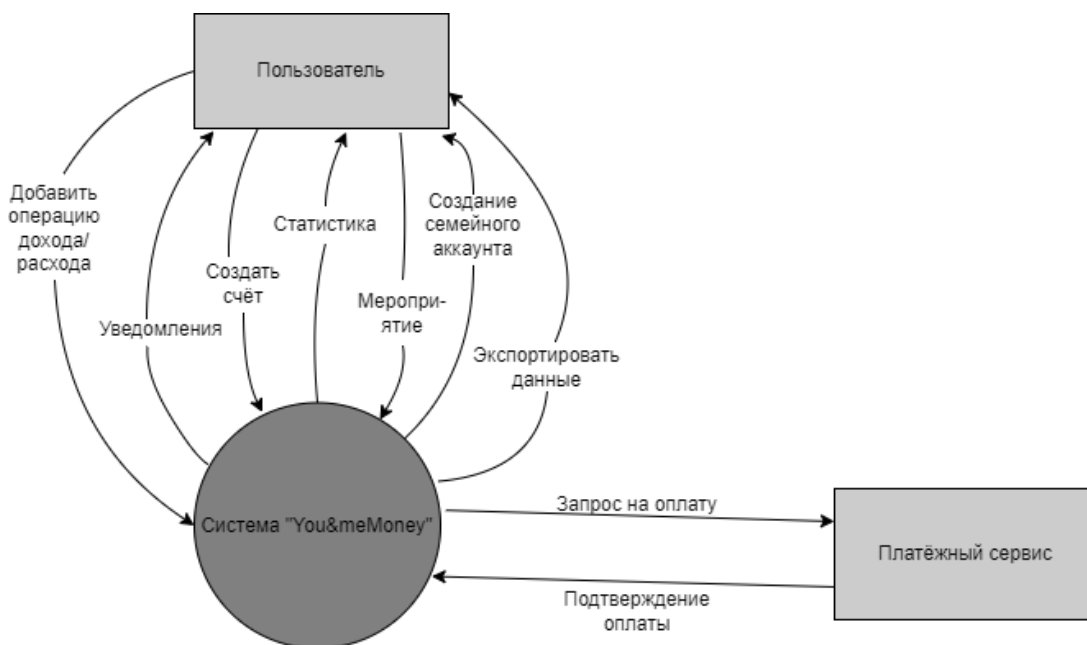 Пользователь
Добавить
операцию
дохода/
расхода
Уведомления
Создать
счёт
Статистика
Меропри-
ятие
Создание
семейного
аккаунта
Экспортировать
данные
Система "You&meMoney"
Запрос на оплату
Платёжный сервис
Подтверждение
оплаты